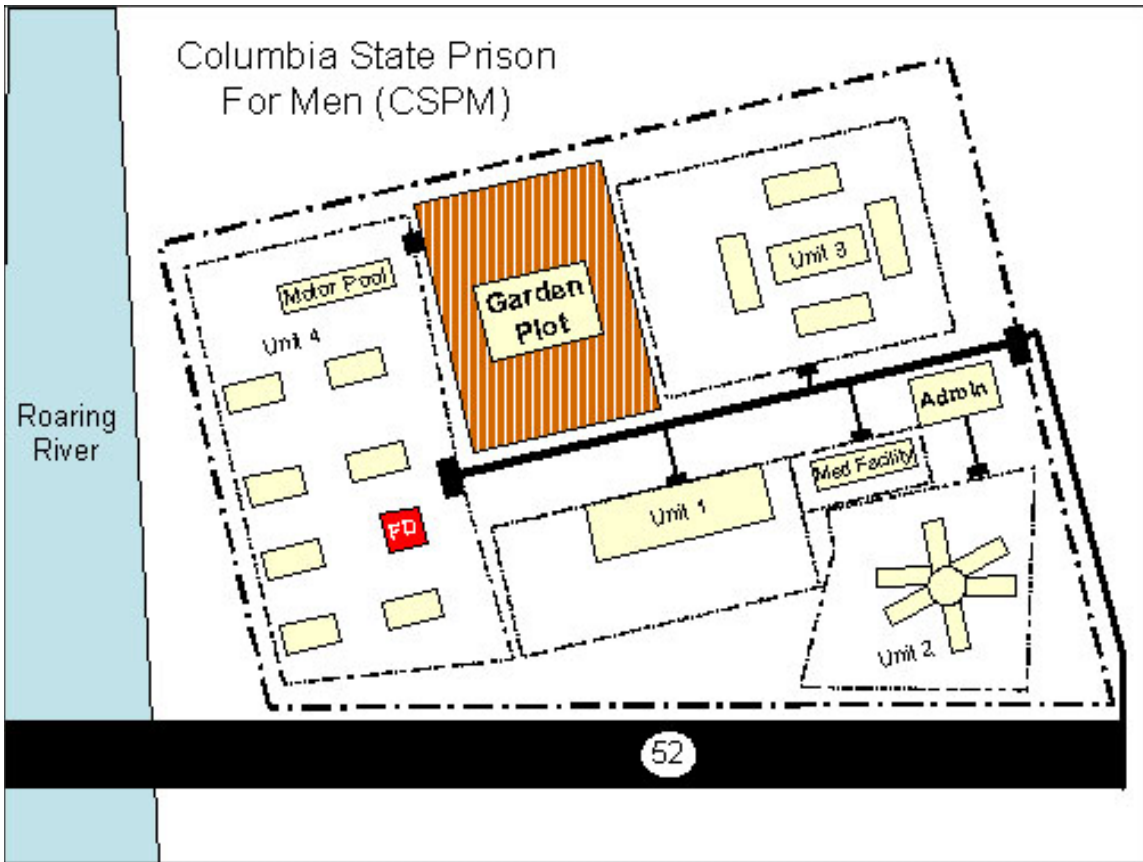 Columbia State Prison
For Men (CSPM)
Motor Pool
Unit 4
Garden
Plot
Unit 3
Admin
Roaring
River
Med Facility
FD
Unit 1
Unit 2
52